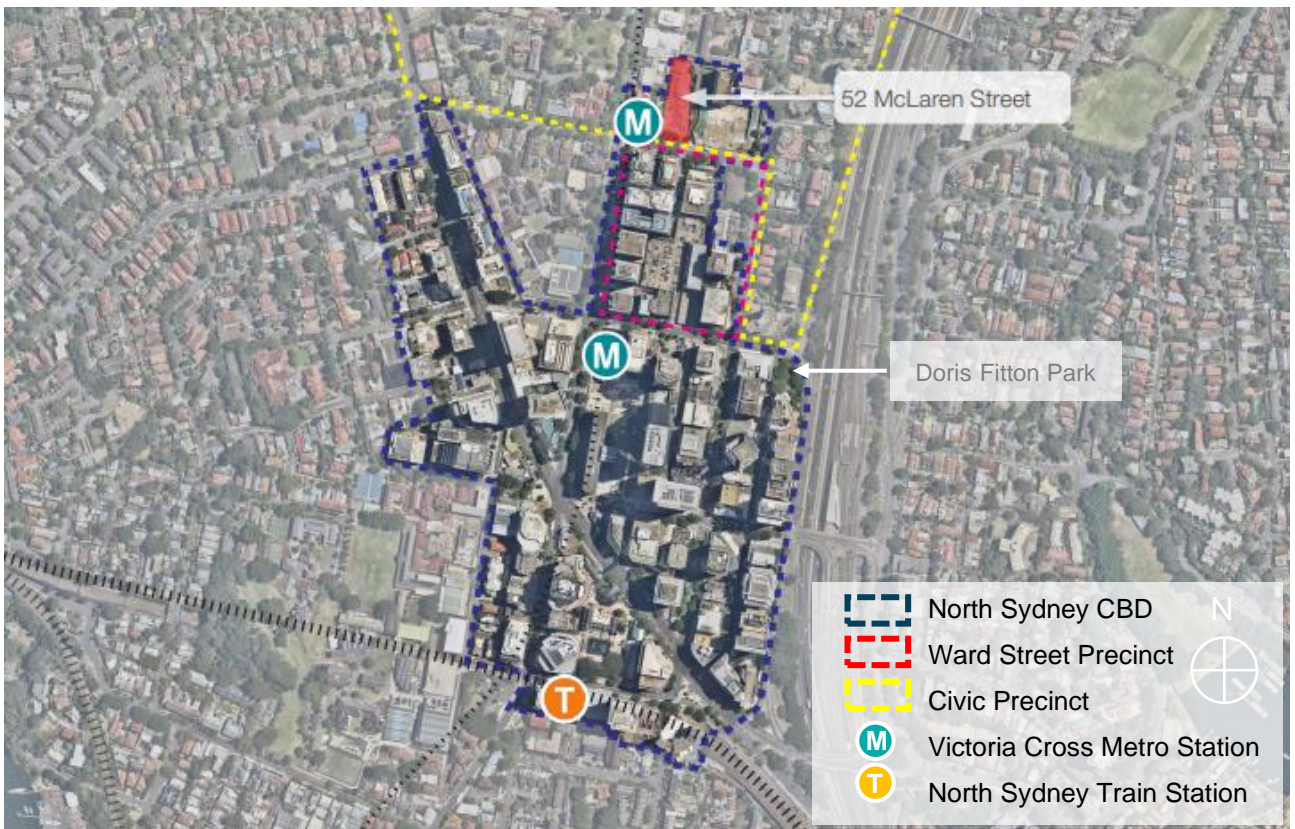 52 McLaren Street
M
M
Doris Fitton Park
T
North Sydney CBD
N
Ward Street Precinct
Civic Precinct
M Victoria Cross Metro Station
T North Sydney Train Station